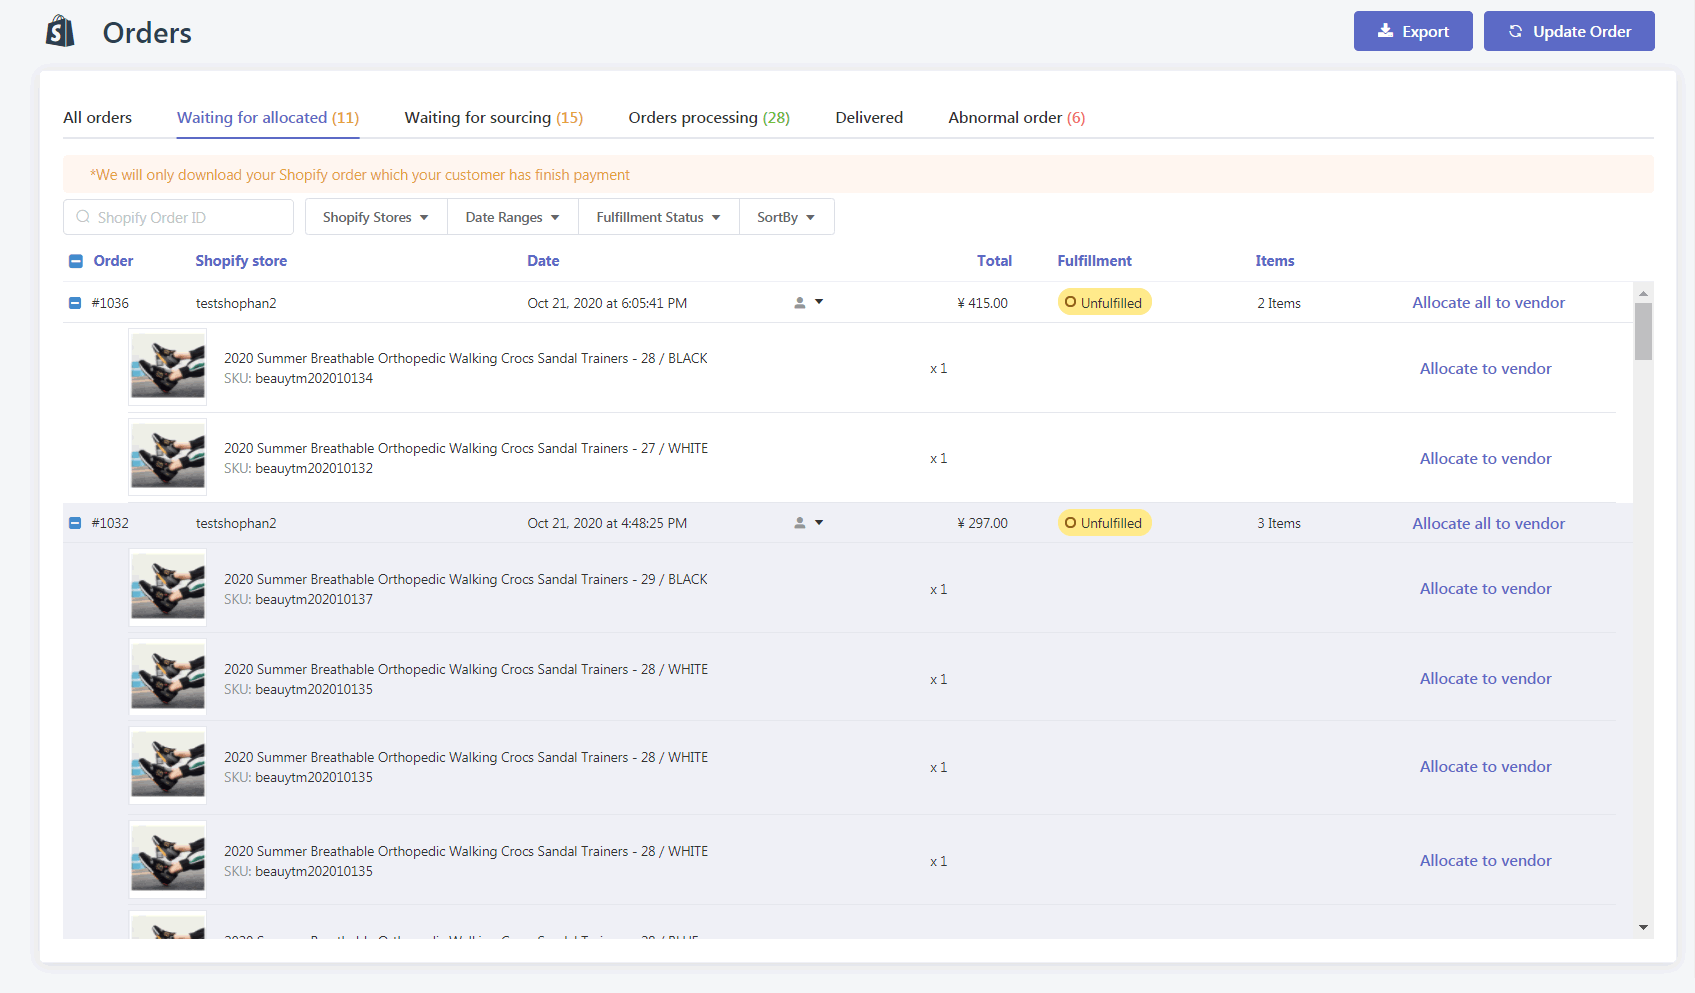 Orders
Export
Update Order
All orders
Waiting for allocated (11)
Waiting for sourcing (15)
Orders processing (28)
Delivered
Abnormal order (6)
*We will only download your Shopify order which your customer has finish payment
Shopify Order ID
Shopify Stores
Date Ranges
Fulfillment Status
SortBy
Order
Shopify store
Date
Total
Fulfillment
Items
#1036
testshophan2
Oct 21, 2020 at 6:05:41 PM
¥ 415.00
Unfulfilled
2 Items
Allocate all to vendor
2020 Summer Breathable Orthopedic Walking Crocs Sandal Trainers - 28 / BLACK
SKU: beauytm202010134
x 1
Allocate to vendor
2020 Summer Breathable Orthopedic Walking Crocs Sandal Trainers - 27 / WHITE
SKU: beauytm202010132
x 1
Allocate to vendor
#1032
testshophan2
Oct 21, 2020 at 4:48:25 PM
¥ 297.00
Unfulfilled
3 Items
Allocate all to vendor
2020 Summer Breathable Orthopedic Walking Crocs Sandal Trainers - 29 / BLACK
SKU: beauytm202010137
x 1
Allocate to vendor
2020 Summer Breathable Orthopedic Walking Crocs Sandal Trainers - 28 / WHITE
SKU: beauytm202010135
x 1
Allocate to vendor
2020 Summer Breathable Orthopedic Walking Crocs Sandal Trainers - 28 / WHITE
SKU: beauytm202010135
x 1
Allocate to vendor
2020 Summer Breathable Orthopedic Walking Crocs Sandal Trainers - 28 / WHITE
SKU: beauytm202010135
x 1
Allocate to vendor